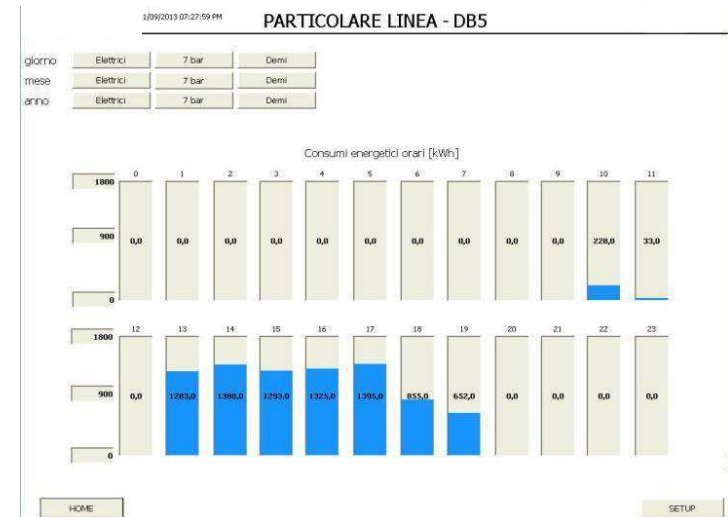 1/09/2013 07:27:59 PM PARTICOLARE LINEA - DB5
giorno Elettrici 7 bar Demi
mese Elettrici 7 bar Demi
anno Elettrici 7 bar Demi
Consumi energetici orari [kWh]
0 1 2 3 4 5 6 7 8 9 10 11
1800
900 0,0 0,0 0,0 0,0 0,0 0,0 0,0 0,0 0,0 0,0 228,0 33,0
0
12 13 14 15 16 17 18 19 20 21 22 23
1800
900 0,0 1283,0 1388,0 1293,0 1325,0 1395,0 855,0 652,0 0,0 0,0 0,0 0,0
0
HOME SETUP